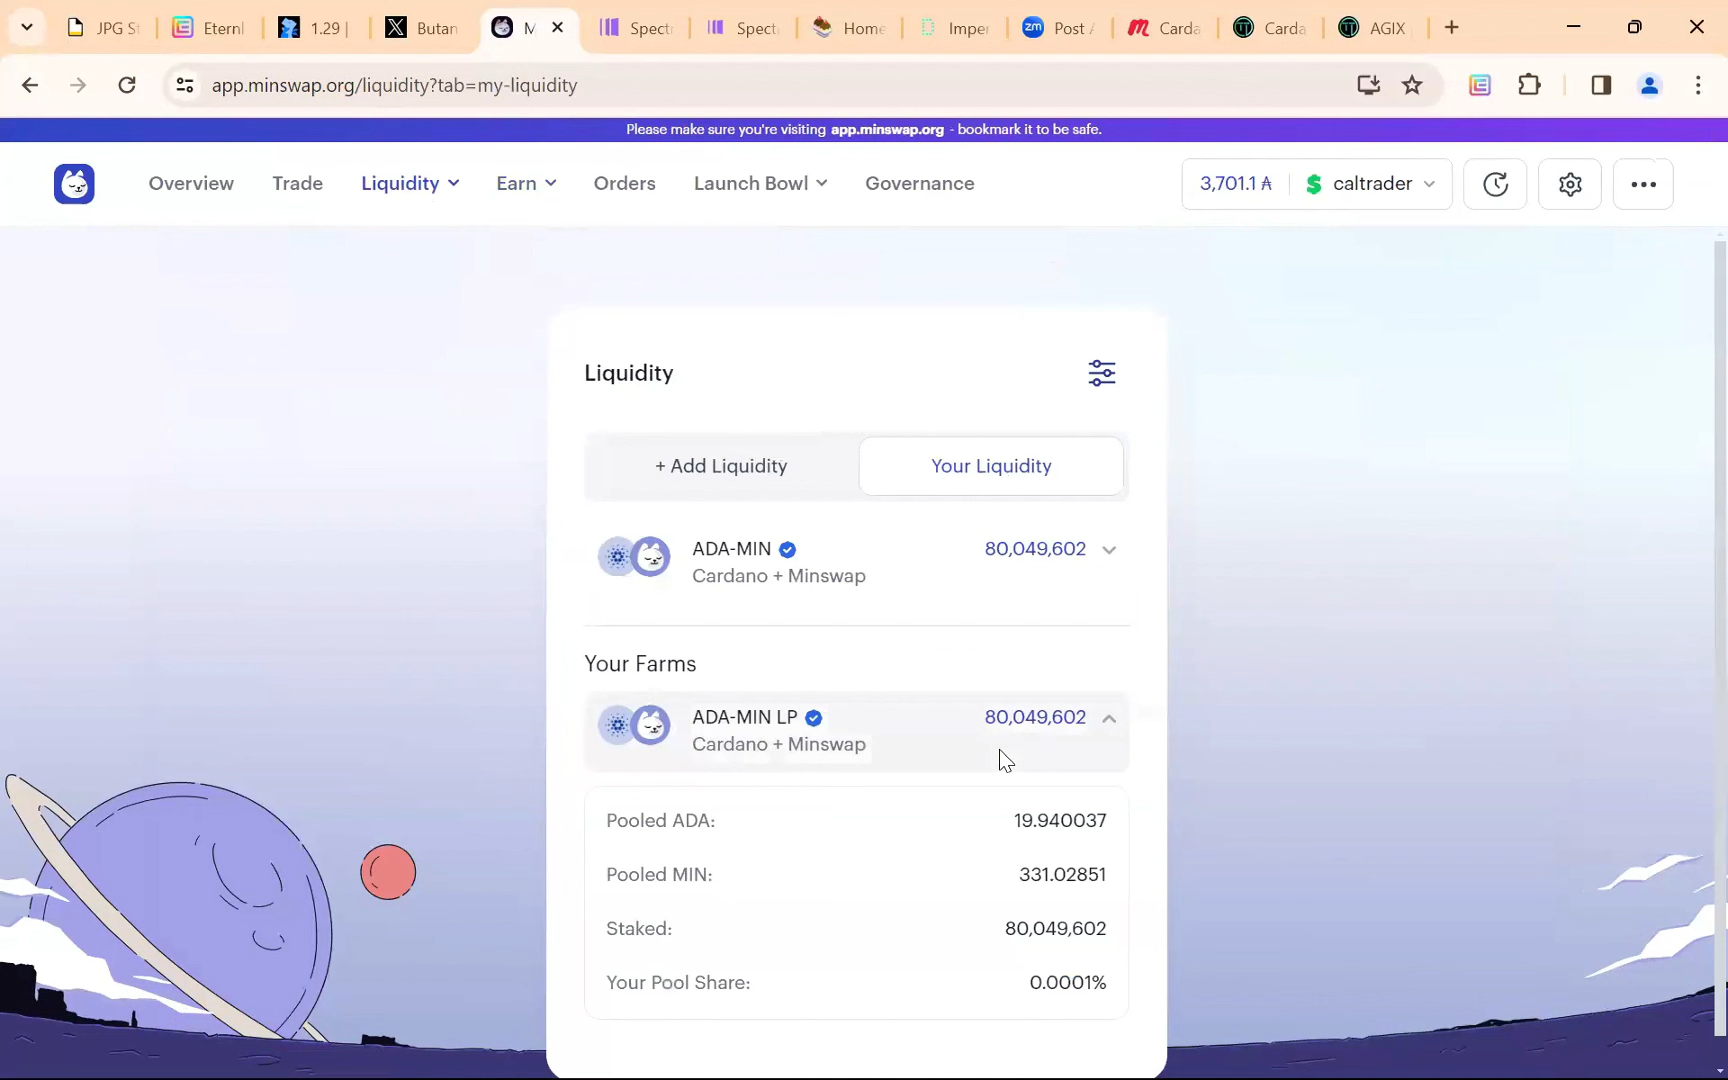 JPG St
Eternl
1.29 |
Butan
M
Spectr
Spectr
Home
Imper
zm Post A
Carda
Carda
AGIX
app.minswap.org/liquidity?tab=my-liquidity
Please make sure you're visiting app.minswap.org - bookmark it to be safe.
Overview Trade Liquidity Earn Orders Launch Bowl Governance
3,701.1 ₳ caltrader
Liquidity
+ Add Liquidity Your Liquidity
ADA-MIN 80,049,602
Cardano + Minswap
Your Farms
ADA-MIN LP 80,049,602
Cardano + Minswap
Pooled ADA: 19.940037
Pooled MIN: 331.02851
Staked: 80,049,602
Your Pool Share: 0.0001%